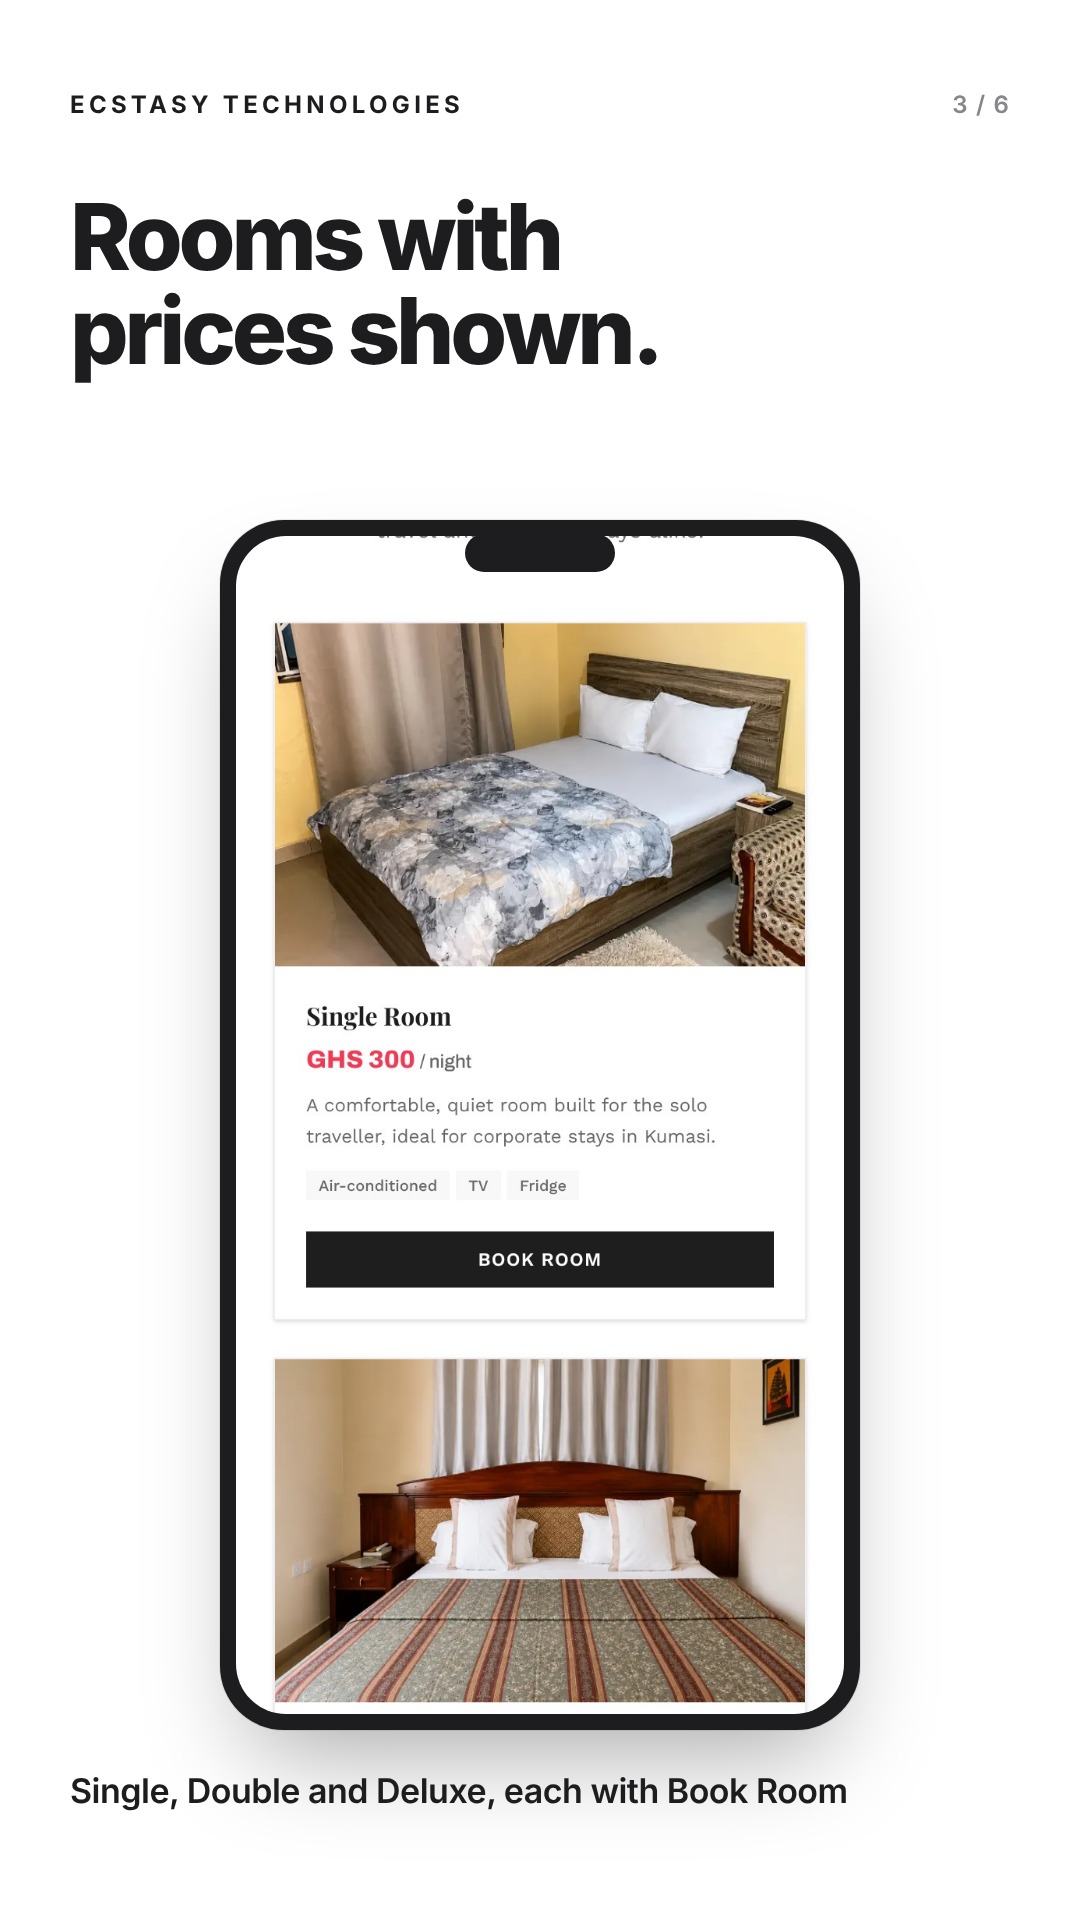 ECSTASY TECHNOLOGIES
3 / 6
Rooms with
prices shown.
Single Room
GHS 300 / night
A comfortable, quiet room built for the solo
traveller, ideal for corporate stays in Kumasi.
Air-conditioned TV Fridge
BOOK ROOM
Single, Double and Deluxe, each with Book Room